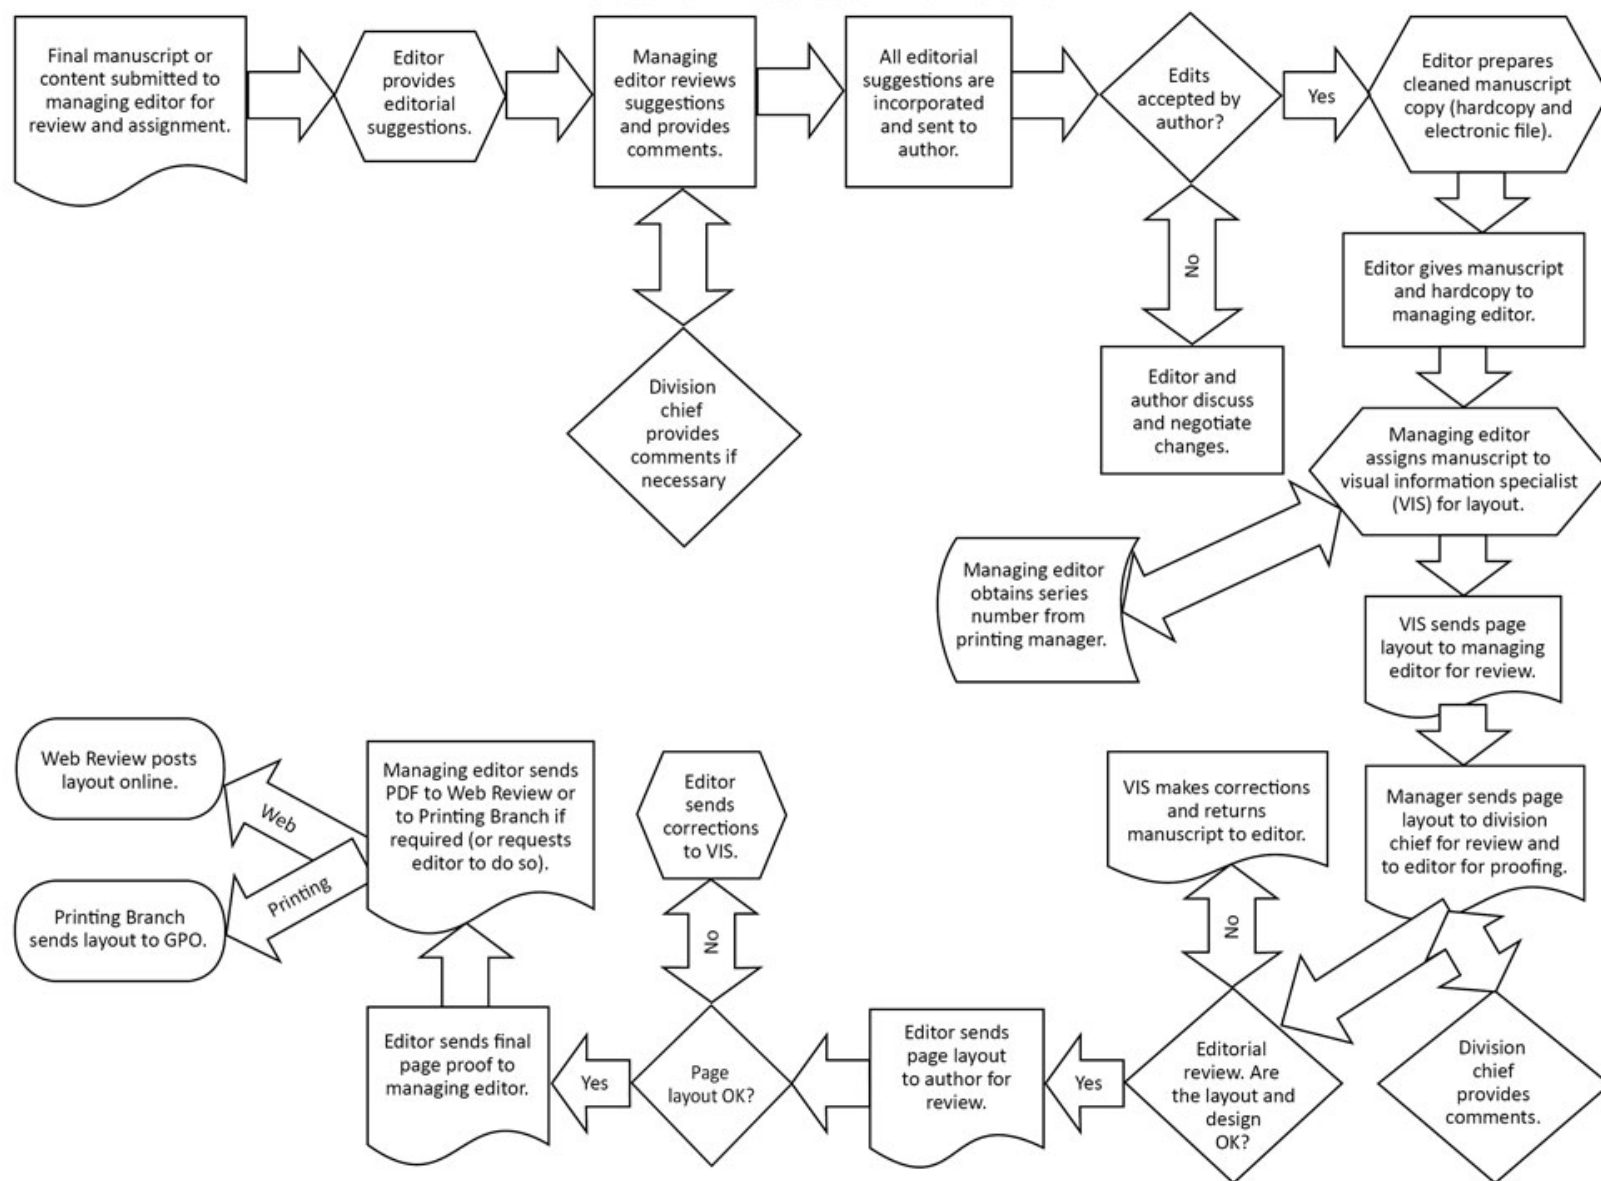 Final manuscript or
content submitted to
managing editor for
review and assignment.
Editor
provides
editorial
suggestions.
Managing
editor reviews
suggestions
and provides
comments.
All editorial
suggestions are
incorporated
and sent to
author.
Edits
accepted by
author?
Yes
Editor prepares
cleaned manuscript
copy (hardcopy and
electronic file).
No
Editor gives manuscript
and hardcopy to
managing editor.
Division
chief
provides
comments if
necessary
Editor and
author discuss
and negotiate
changes.
Managing editor
assigns manuscript to
visual information specialist
(VIS) for layout.
Managing editor
obtains series
number from
printing manager.
VIS sends page
layout to managing
editor for review.
Manager sends page
layout to division
chief for review and
to editor for proofing.
Division
chief
provides
comments.
VIS makes corrections
and returns
manuscript to editor.
No
Editorial
review. Are
the layout and
design
OK?
Yes
Editor sends
page layout
to author for
review.
Editor
sends
corrections
to VIS.
No
Page
layout OK?
Yes
Editor sends final
page proof to
managing editor.
Managing editor sends
PDF to Web Review or
to Printing Branch if
required (or requests
editor to do so).
Web
Web Review posts
layout online.
Printing
Printing Branch
sends layout to GPO.